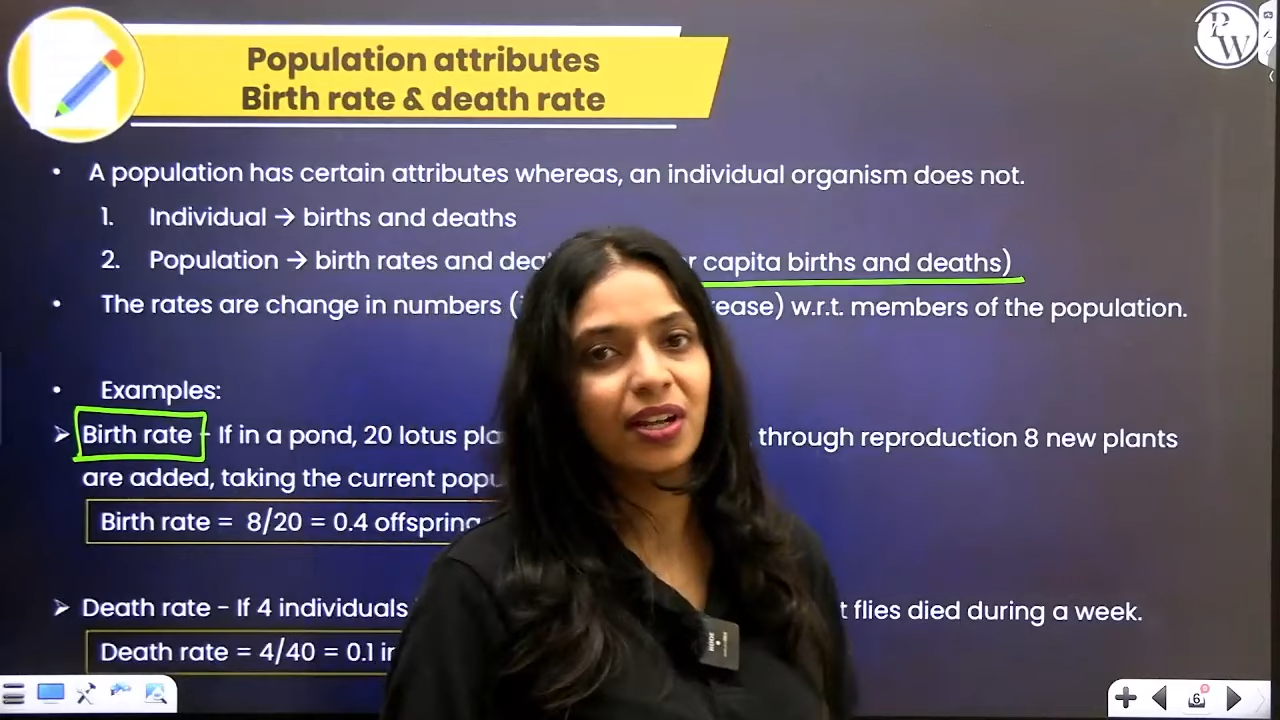 Population attributes
Birth rate & death rate
PW
• A population has certain attributes whereas, an individual organism does not.
1. Individual → births and deaths
2. Population → birth rates and capita births and deaths)
• The rates are change in numbers ( w.r.t. members of the population.
• Examples:
➤ Birth rate - If in a pond, 20 lotus through reproduction 8 new plants
are added, taking the current
Birth rate = 8/20 = 0.4 offspring
➤ Death rate - If 4 individuals flies died during a week.
Death rate = 4/40 = 0.1
6